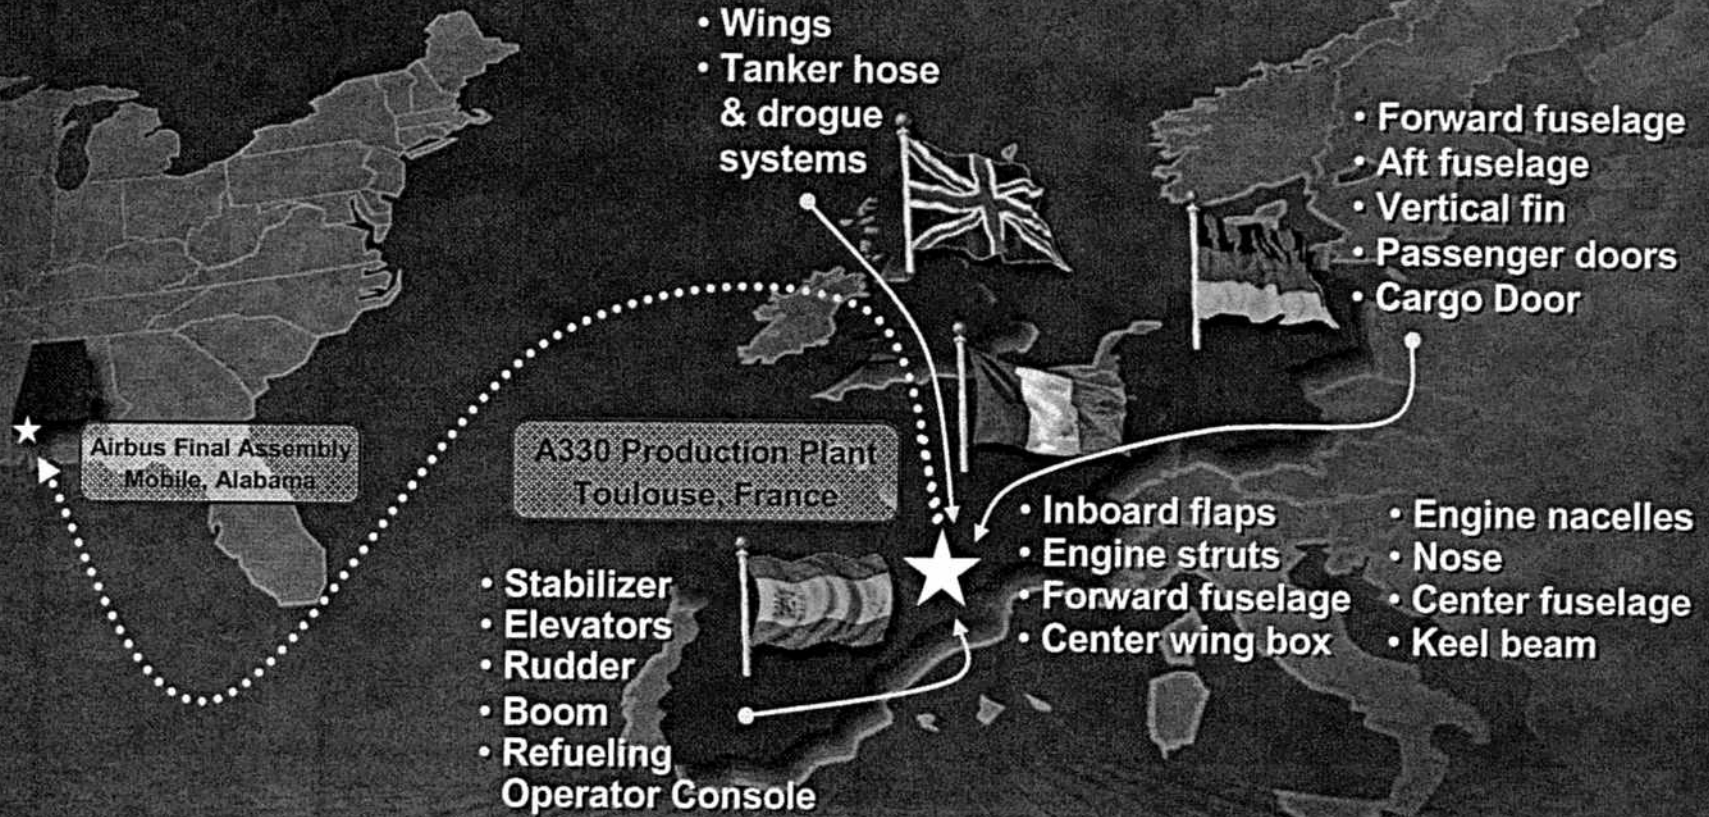 • Wings
• Tanker hose
& drogue
systems
• Forward fuselage
• Aft fuselage
• Vertical fin
• Passenger doors
• Cargo Door
Airbus Final Assembly
Mobile, Alabama
A330 Production Plant
Toulouse, France
• Stabilizer
• Elevators
• Rudder
• Boom
• Refueling
Operator Console
• Inboard flaps
• Engine struts
• Forward fuselage
• Center wing box
• Engine nacelles
• Nose
• Center fuselage
• Keel beam